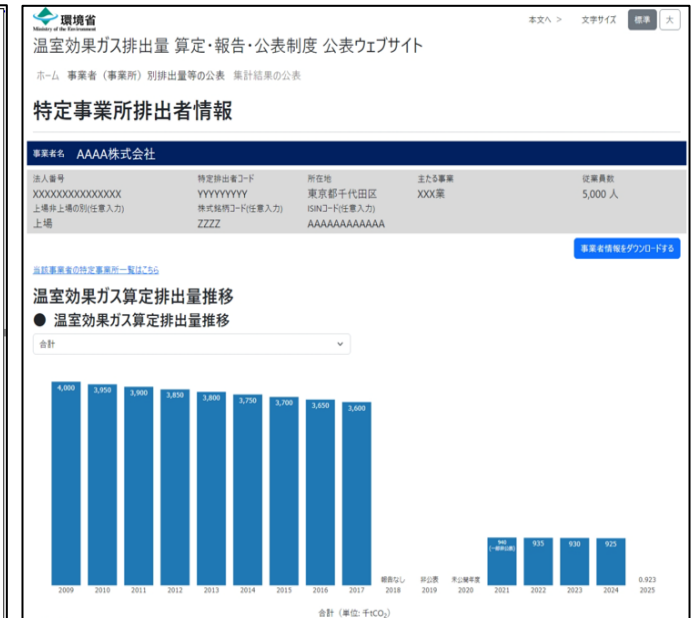 環境省
Ministry of the Environment
本文へ > 文字サイズ 標準 大
温室効果ガス排出量 算定・報告・公表制度 公表ウェブサイト
ホーム 事業者（事業所）別排出量等の公表 集計結果の公表
特定事業所排出者情報
事業者名 AAAA株式会社
法人番号 特定排出者コード 所在地 主たる事業 従業員数
XXXXXXXXXXXXXXX YYYYYYYYY 東京都千代田区 XXX業 5,000 人
上場非上場の別(任意入力) 株式銘柄コード(任意入力) ISINコード(任意入力)
上場 ZZZZ AAAAAAAAAAAA
事業者情報をダウンロードする
当該事業者の特定事業所一覧はこちら
温室効果ガス算定排出量推移
● 温室効果ガス算定排出量推移
合計
4,000 3,950 3,900 3,850 3,800 3,750 3,700 3,650 3,600
940 935 930 925
(一部非公開)
報告なし 非公表 未公開年度 0.923
2009 2010 2011 2012 2013 2014 2015 2016 2017 2018 2019 2020 2021 2022 2023 2024 2025
合計（単位: 千tCO₂）